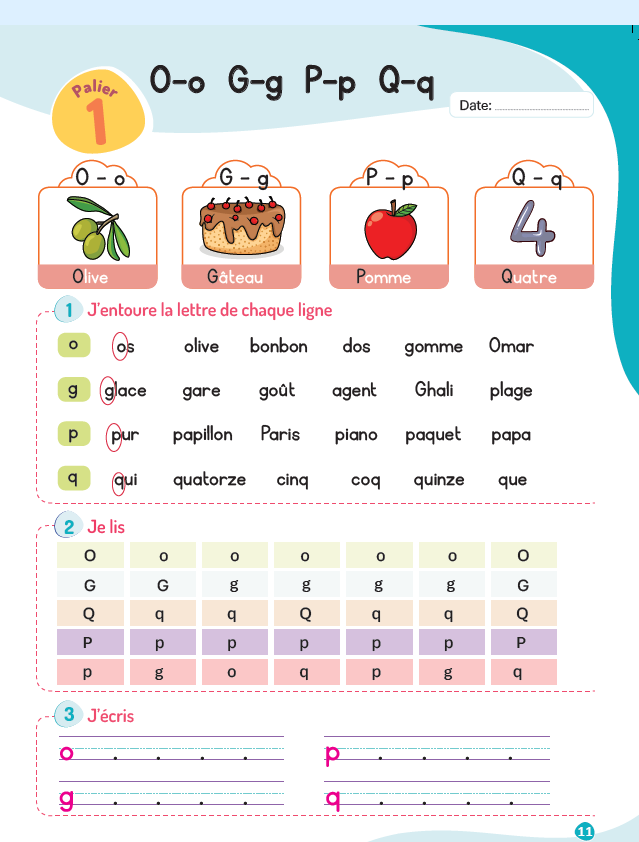 Palier
1
O–o G–g P–p Q–q
Date: ...................................
O – o G – g P – p Q – q
4
Olive Gâteau Pomme Quatre
1 J'entoure la lettre de chaque ligne
o os olive bonbon dos gomme Omar
g glace gare goût agent Ghali plage
p pur papillon Paris piano paquet papa
q qui quatorze cinq coq quinze que
2 Je lis
O o o o o o O
G G g g g g G
Q q q Q q q Q
P p p p p p P
p g o q p g q
3 J'écris
o . . . . p . . . .
g . . . . q . . . .
11